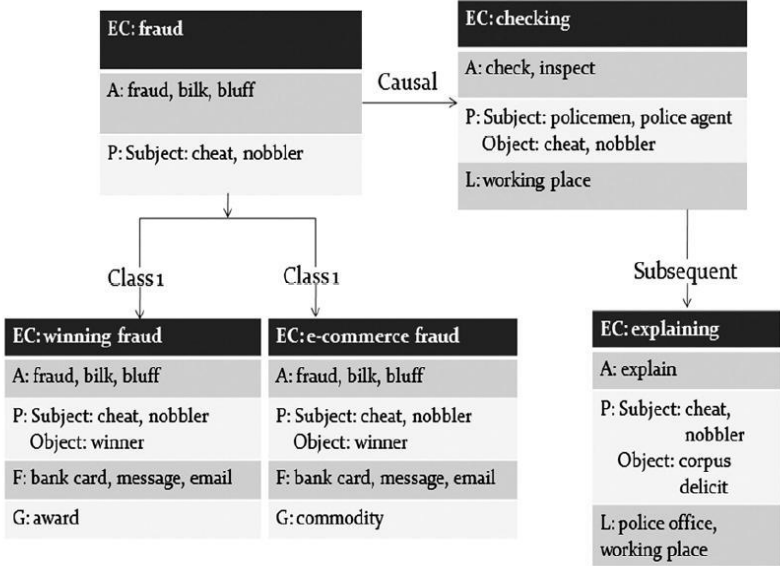 EC: fraud
A: fraud, bilk, bluff
P: Subject: cheat, nobbler
Causal
EC: checking
A: check, inspect
P: Subject: policemen, police agent
Object: cheat, nobbler
L: working place
Class1
Class1
Subsequent
EC: winning fraud
A: fraud, bilk, bluff
P: Subject: cheat, nobbler
Object: winner
F: bank card, message, email
G: award
EC: e-commerce fraud
A: fraud, bilk, bluff
P: Subject: cheat, nobbler
Object: winner
F: bank card, message, email
G: commodity
EC: explaining
A: explain
P: Subject: cheat,
nobbler
Object: corpus
delicit
L: police office,
working place